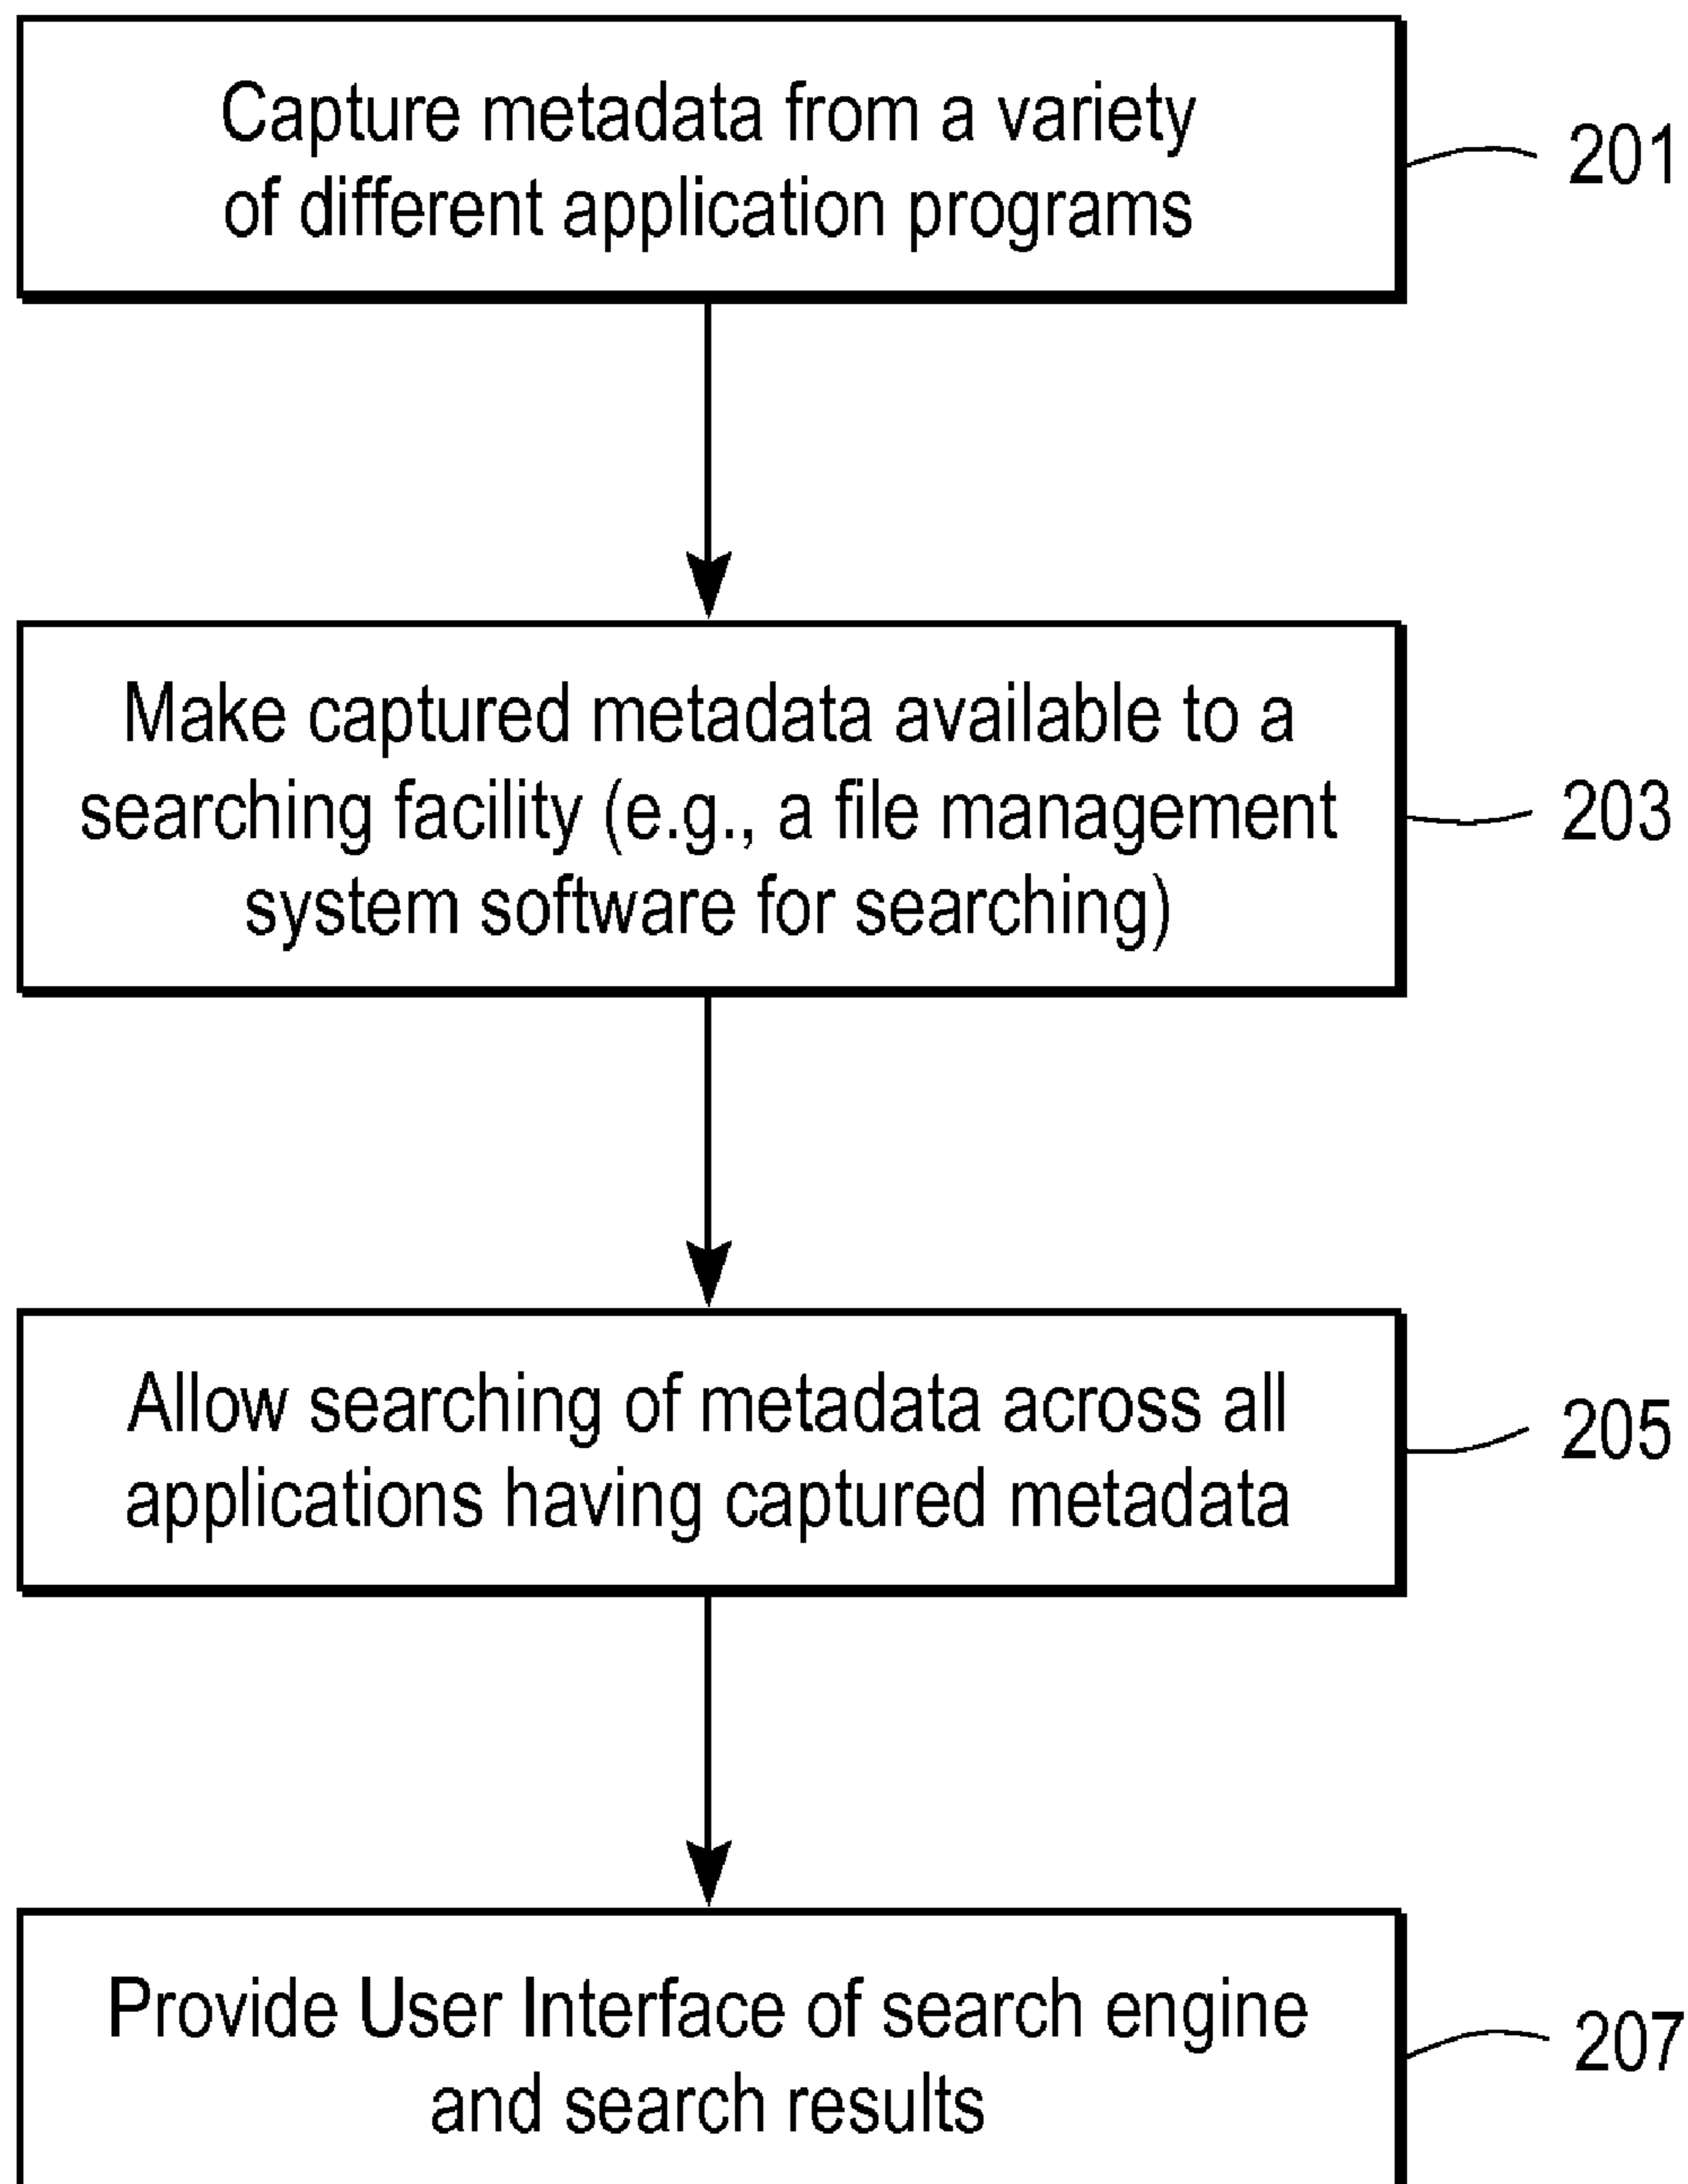 Capture metadata from a variety
of different application programs
201
Make captured metadata available to a
searching facility (e.g., a file management
system software for searching)
203
Allow searching of metadata across all
applications having captured metadata
205
Provide User Interface of search engine
and search results
207